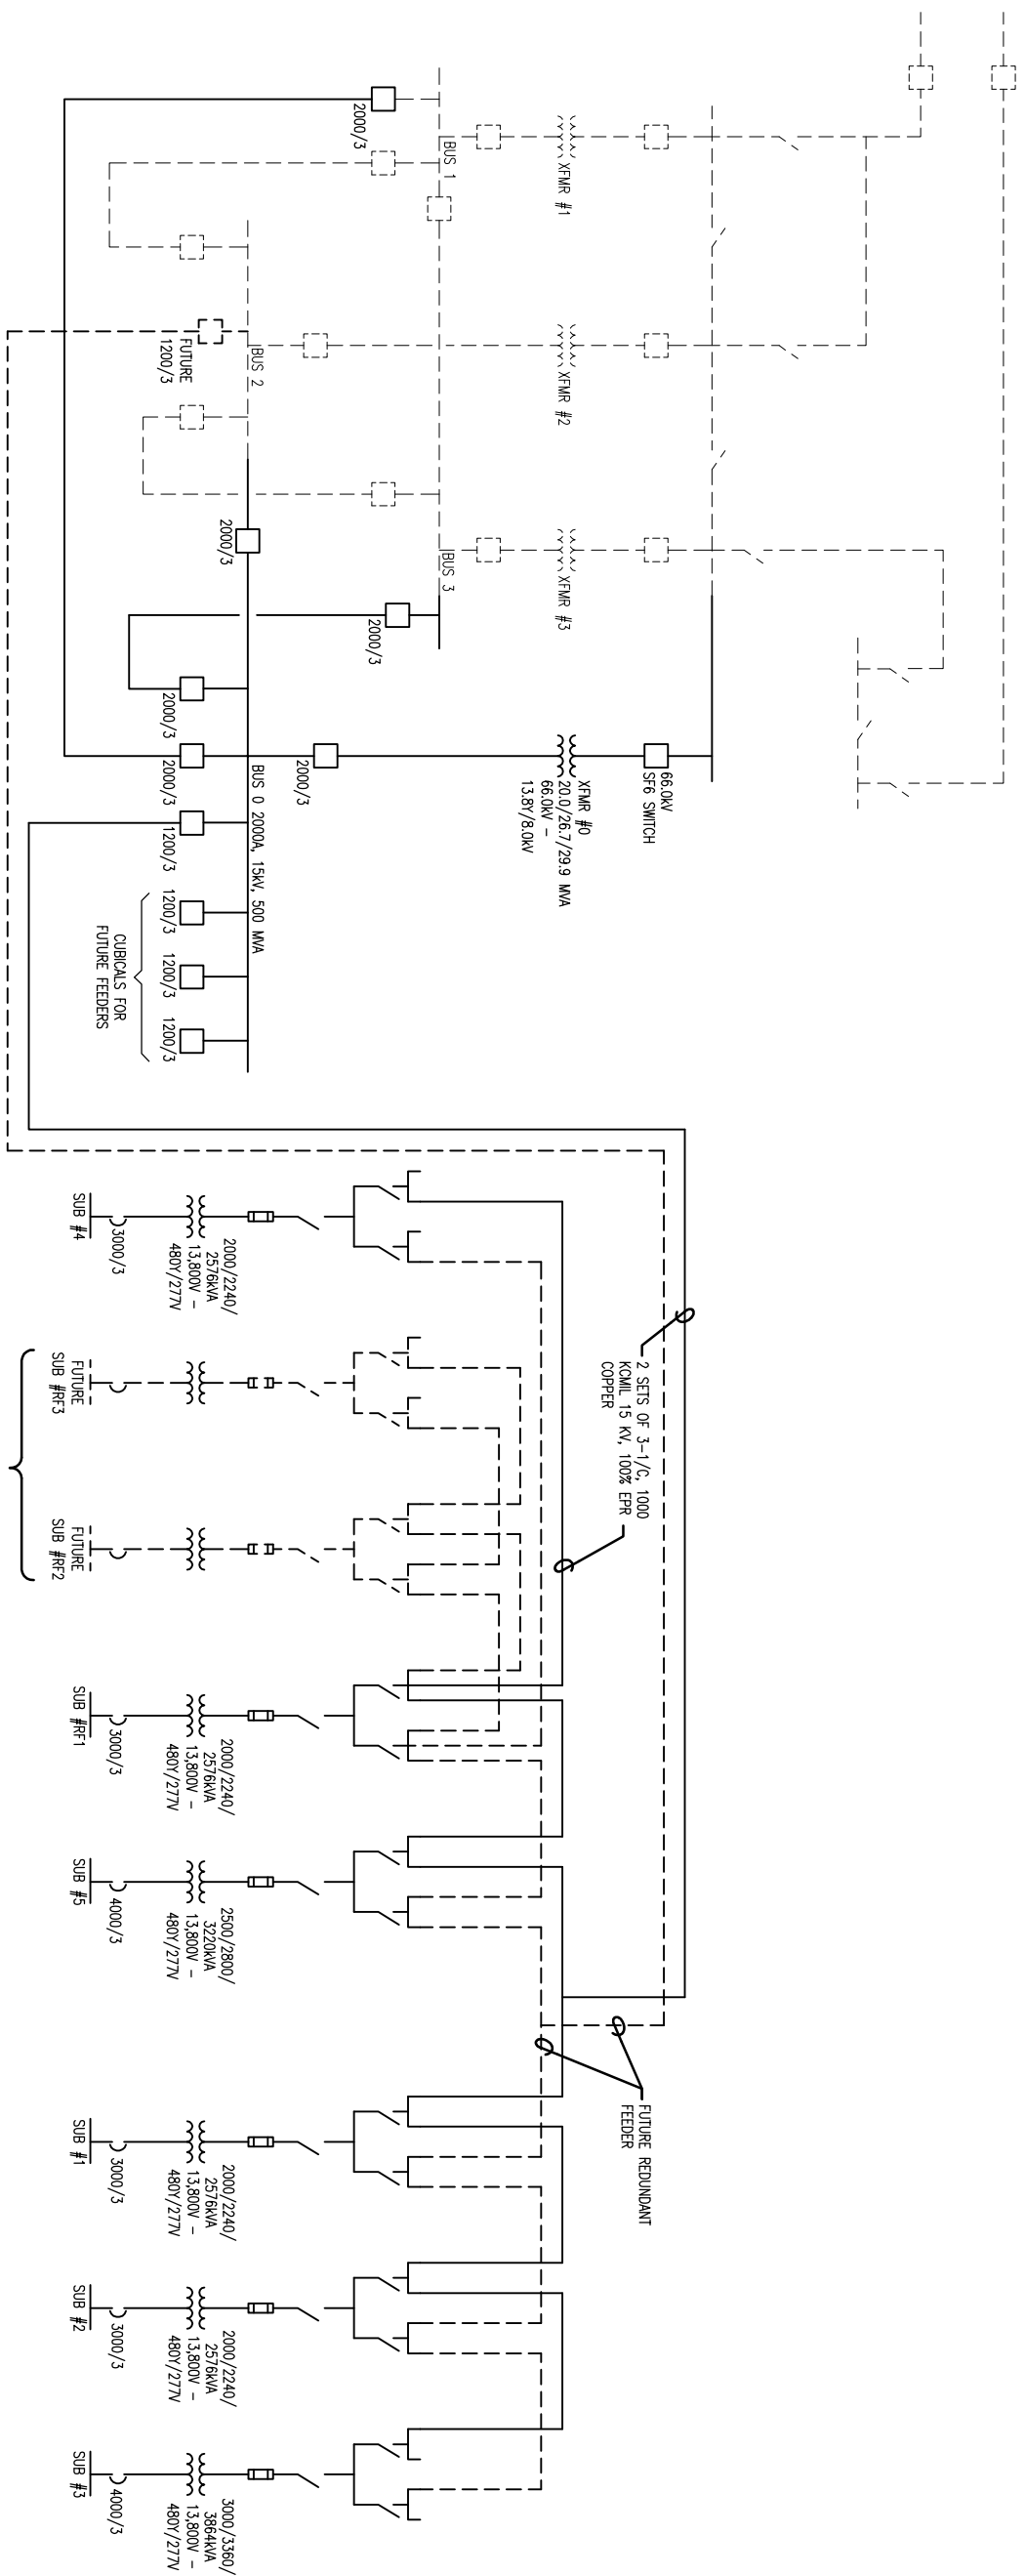 XFMR #1
XFMR #2
XFMR #3
66.0kV
SF6 SWITCH
XFMR #0
20.0/26.7/29.9 MVA
66.0kV –
13.8Y/8.0kV
BUS 1
2000/3
BUS 3
2000/3
2000/3
BUS 2
2000/3
BUS 0 2000A, 15kV, 500 MVA
FUTURE
1200/3
2000/3
2000/3
1200/3
1200/3
1200/3
1200/3
CUBICALS FOR
FUTURE FEEDERS
2 SETS OF 3-1/C, 1000
KCMIL 15 KV, 100% EPR
COPPER
FUTURE REDUNDANT
FEEDER
2000/2240/
2576kVA
13,800V –
480Y/277V
3000/3
SUB #4
FUTURE
SUB #RF3
FUTURE
SUB #RF2
2000/2240/
2576kVA
13,800V –
480Y/277V
3000/3
SUB #RF1
2500/2800/
3220kVA
13,800V –
480Y/277V
4000/3
SUB #5
2000/2240/
2576kVA
13,800V –
480Y/277V
3000/3
SUB #1
2000/2240/
2576kVA
13,800V –
480Y/277V
3000/3
SUB #2
3000/3360/
3864kVA
13,800V –
480Y/277V
4000/3
SUB #3